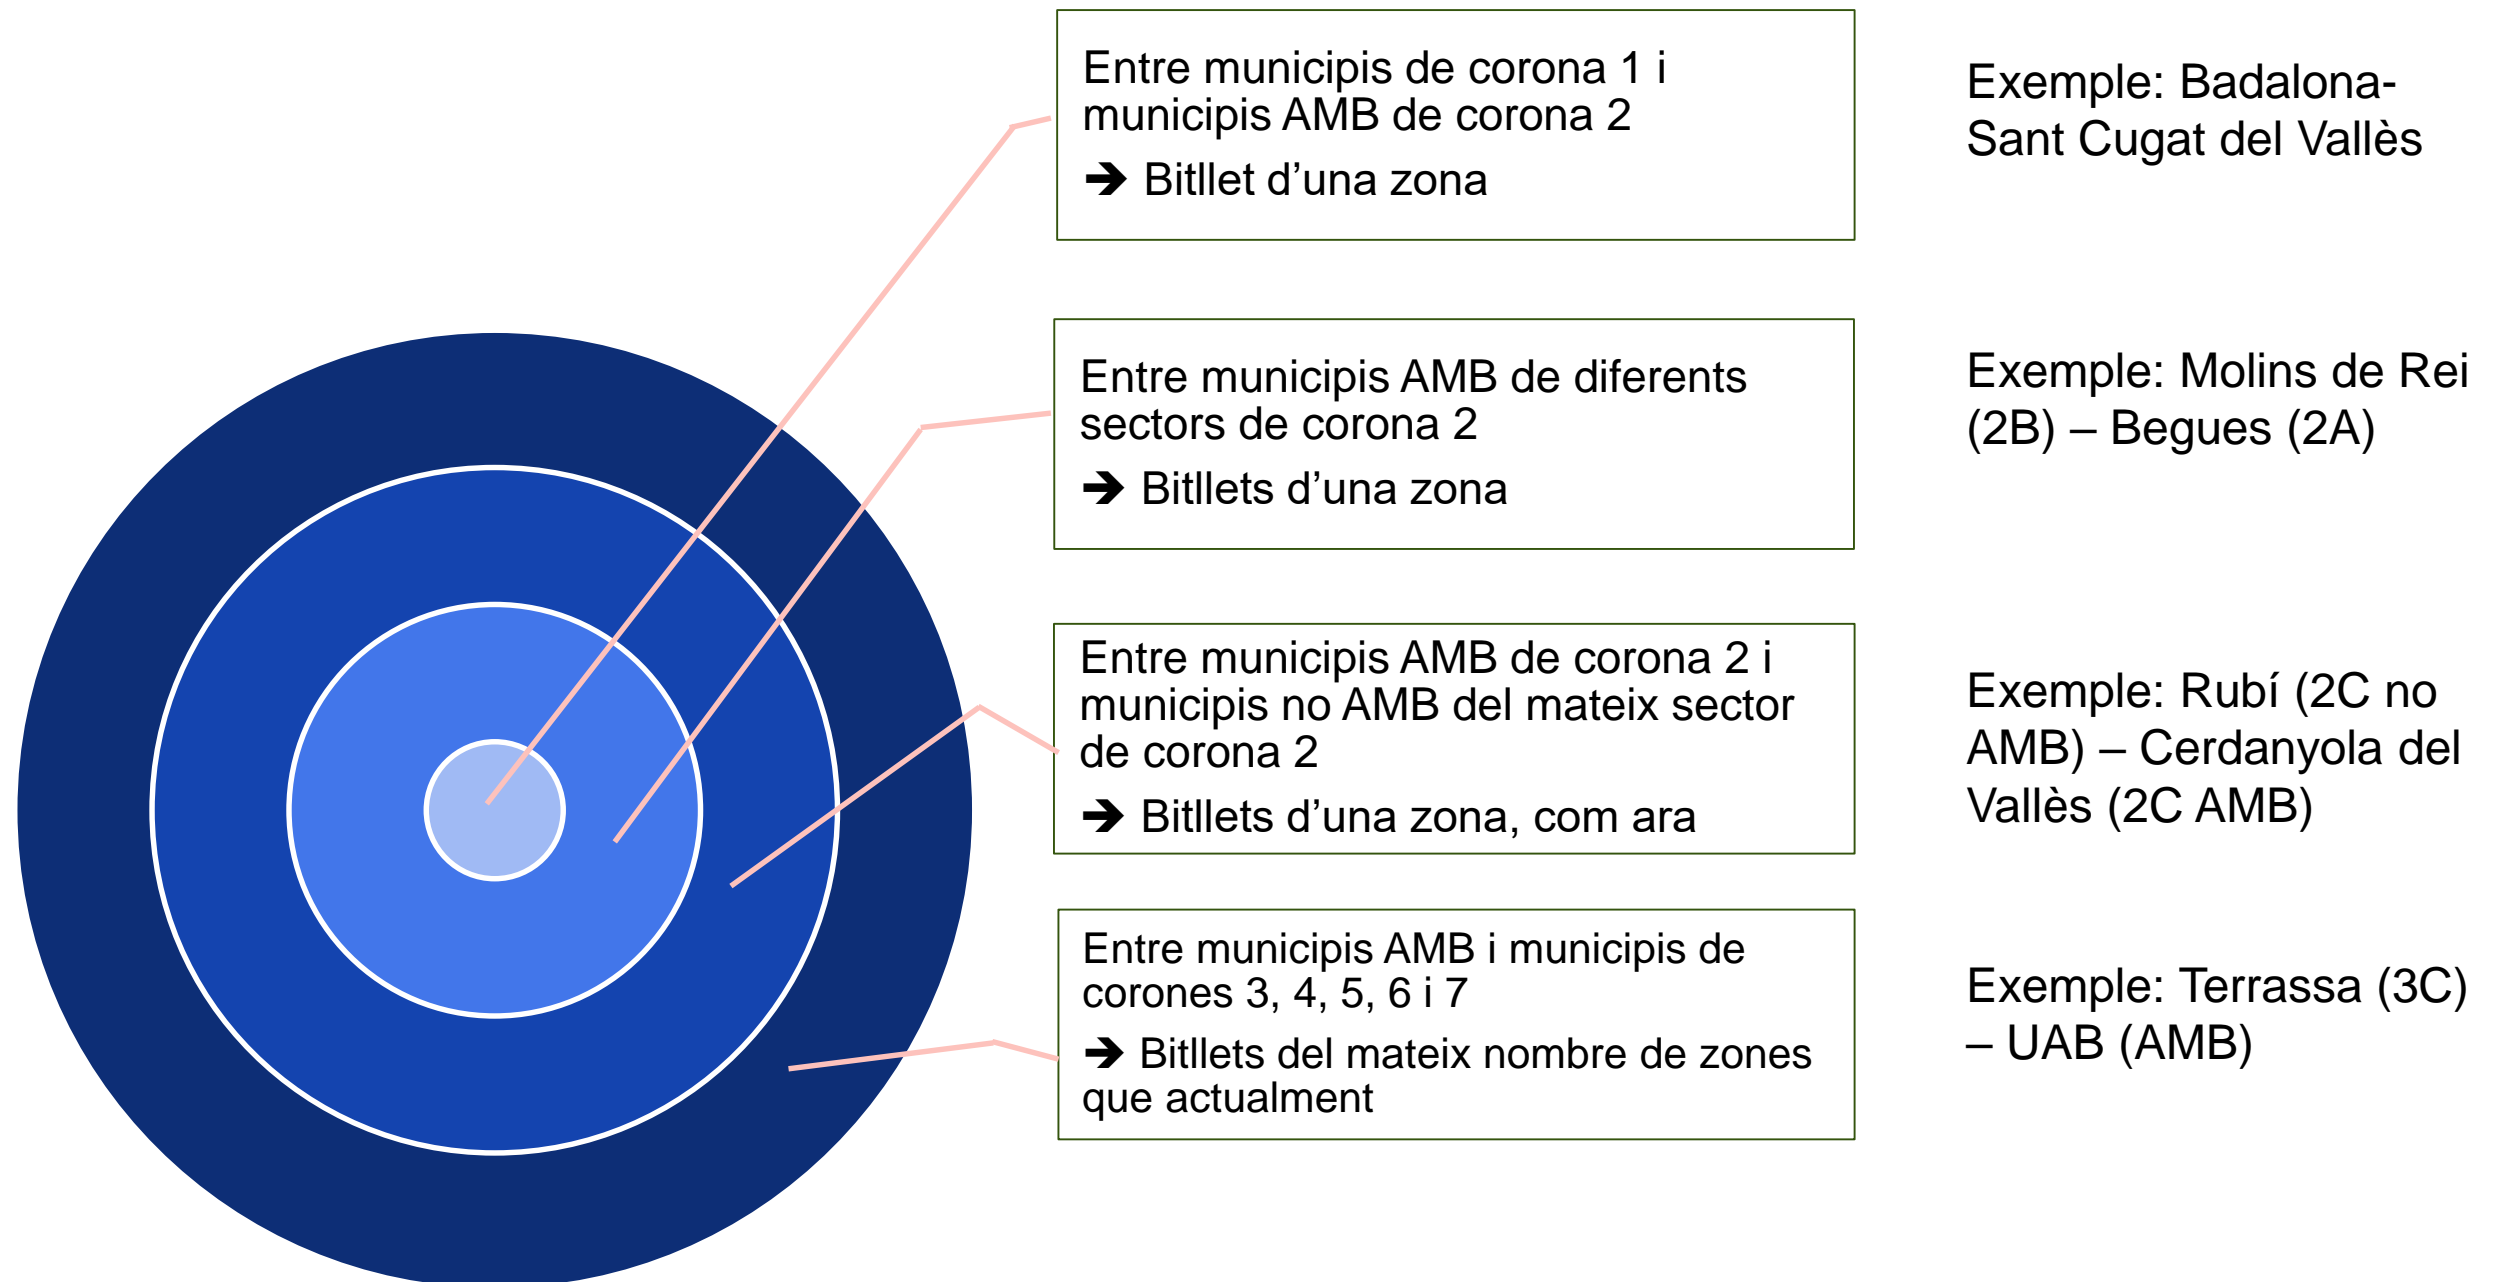 Entre municipis de corona 1 i
municipis AMB de corona 2
➔ Bitllet d’una zona
Exemple: Badalona-
Sant Cugat del Vallès
Entre municipis AMB de diferents
sectors de corona 2
➔ Bitllets d’una zona
Exemple: Molins de Rei
(2B) – Begues (2A)
Entre municipis AMB de corona 2 i
municipis no AMB del mateix sector
de corona 2
➔ Bitllets d’una zona, com ara
Exemple: Rubí (2C no
AMB) – Cerdanyola del
Vallès (2C AMB)
Entre municipis AMB i municipis de
corones 3, 4, 5, 6 i 7
➔ Bitllets del mateix nombre de zones
que actualment
Exemple: Terrassa (3C)
– UAB (AMB)